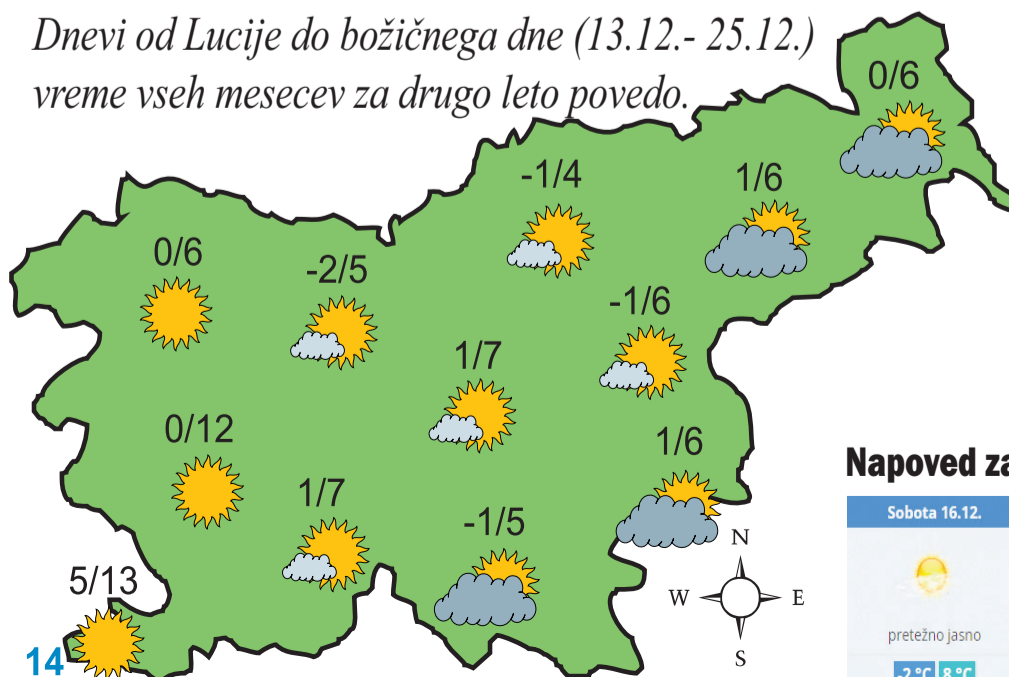 Dnevi od Lucije do božičnega dne (13.12.- 25.12.)
vreme vseh mesecev za drugo leto povedo.
0/6
-1/4
1/6
0/6
-2/5
-1/6
1/7
0/12
1/6
1/7
-1/5
5/13
N
W
E
S
14
Napoved za
Sobota 16.12.
pretežno jasno
-2 °C
8 °C